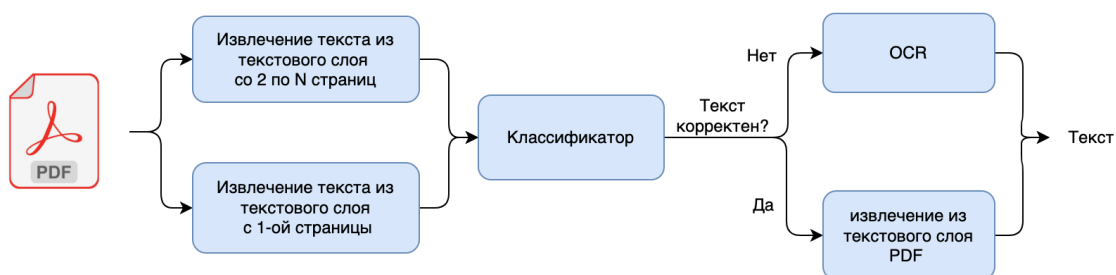 PDF
Извлечение текста из
текстового слоя
со 2 по N страниц
Извлечение текста из
текстового слоя
с 1-ой страницы
Классификатор
Текст
корректен?
Нет
Да
OCR
извлечение из
текстового слоя
PDF
Текст